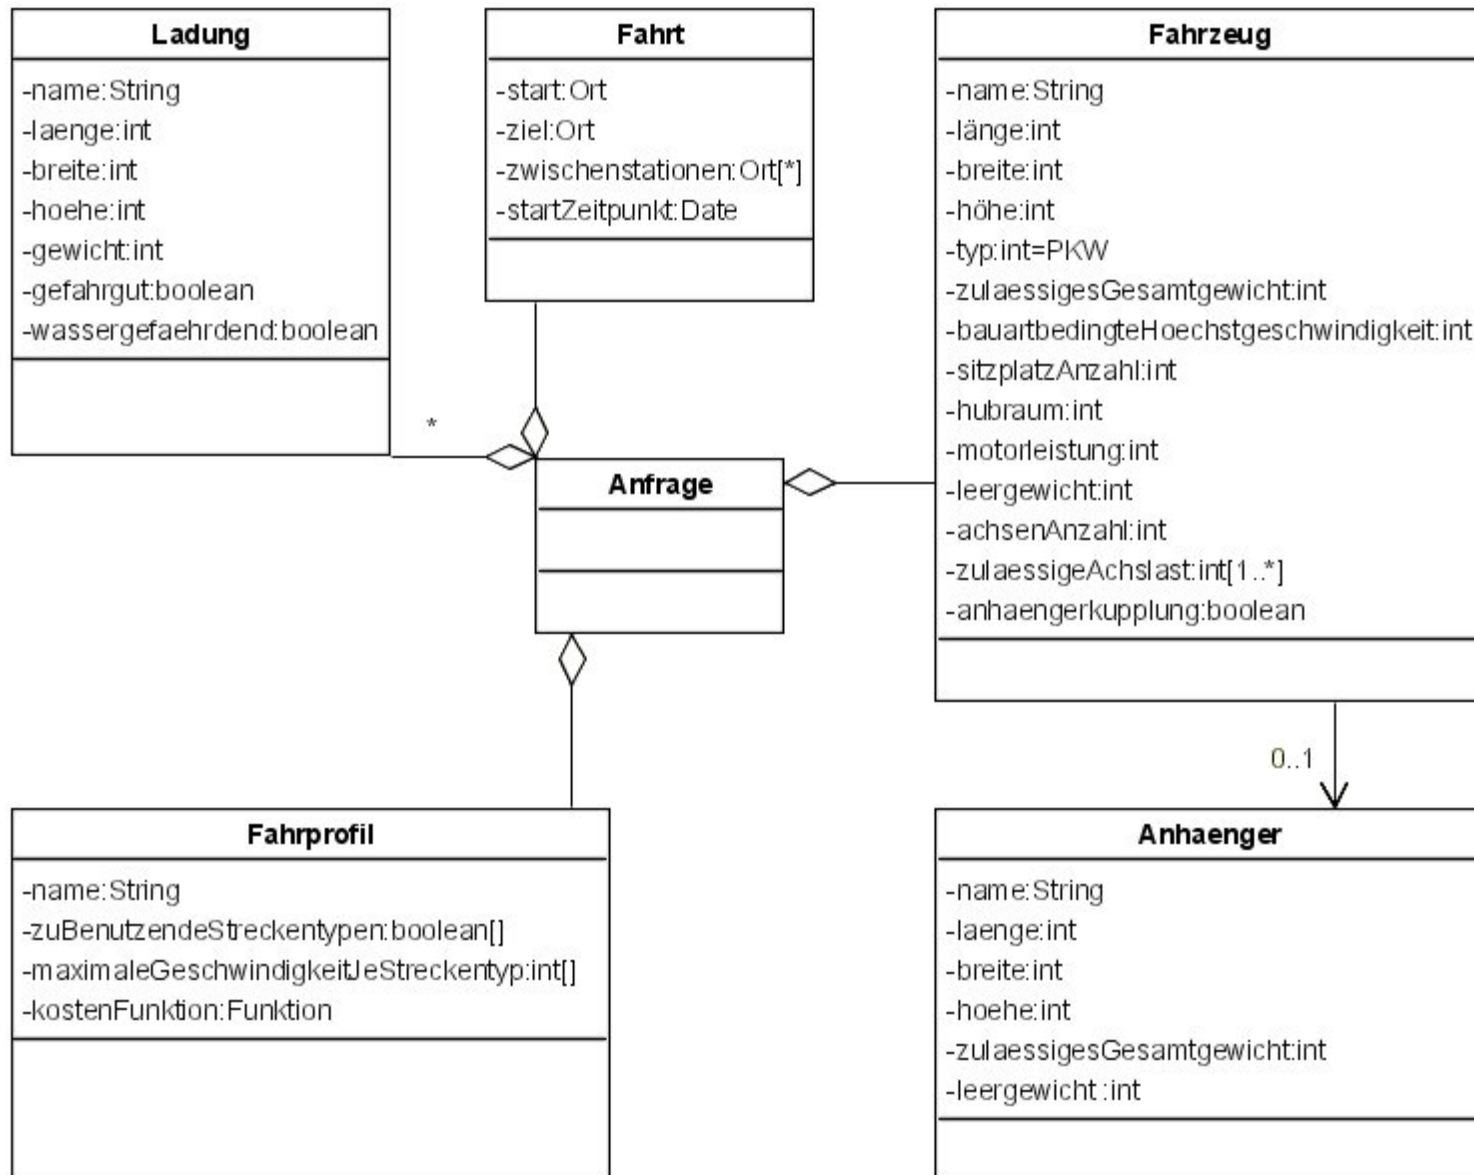 Ladung
-name:String
-laenge:int
-breite:int
-hoehe:int
-gewicht:int
-gefahrgut:boolean
-wassergefaehrdend:boolean
Fahrt
-start:Ort
-ziel:Ort
-zwischenstationen:Ort[*]
-startZeitpunkt:Date
Fahrzeug
-name:String
-länge:int
-breite:int
-höhe:int
-typ:int=PKW
-zulaessigesGesamtgewicht:int
-bauartbedingteHoechstgeschwindigkeit:int
-sitzplatzAnzahl:int
-hubraum:int
-motorleistung:int
-leergewicht:int
-achsenAnzahl:int
-zulaessigeAchslast:int[1..*]
-anhaengerkupplung:boolean
*
Anfrage
0..1
Fahrprofil
-name:String
-zuBenutzendeStreckentypen:boolean[]
-maximaleGeschwindigkeitJeStreckentyp:int[]
-kostenFunktion:Funktion
Anhaenger
-name:String
-laenge:int
-breite:int
-hoehe:int
-zulaessigesGesamtgewicht:int
-leergewicht :int